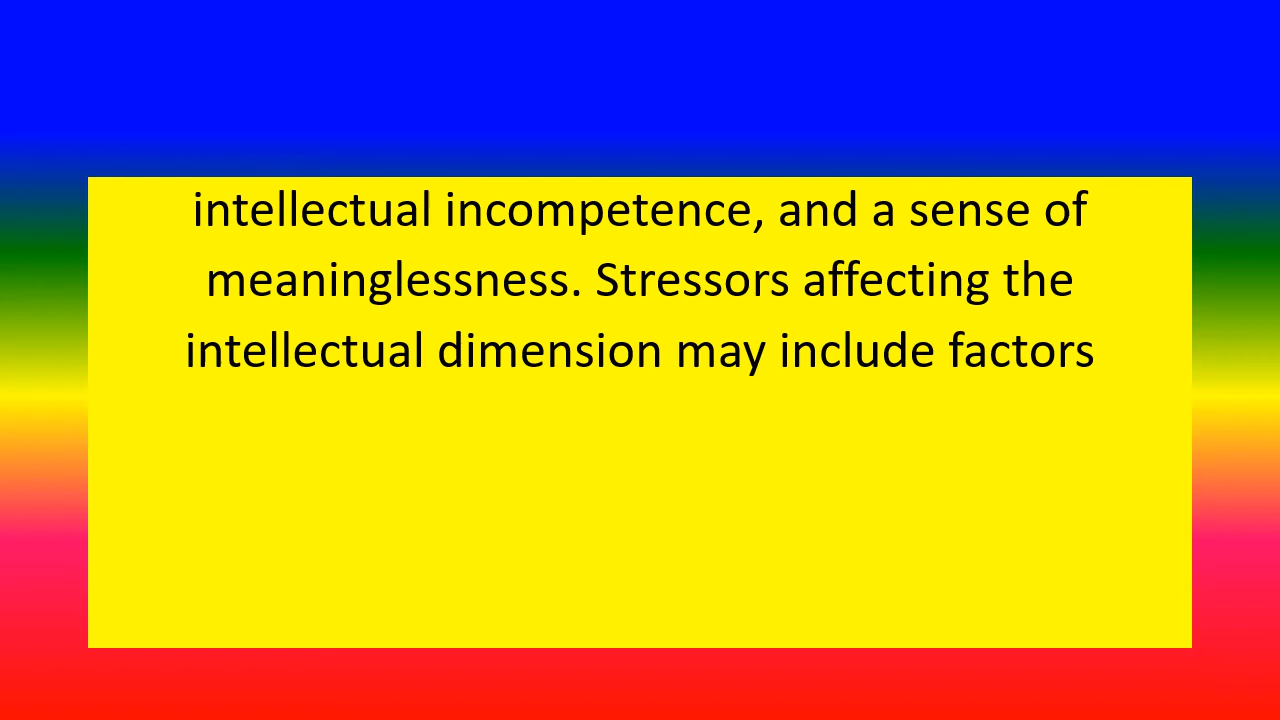 intellectual incompetence, and a sense of
meaninglessness. Stressors affecting the
intellectual dimension may include factors